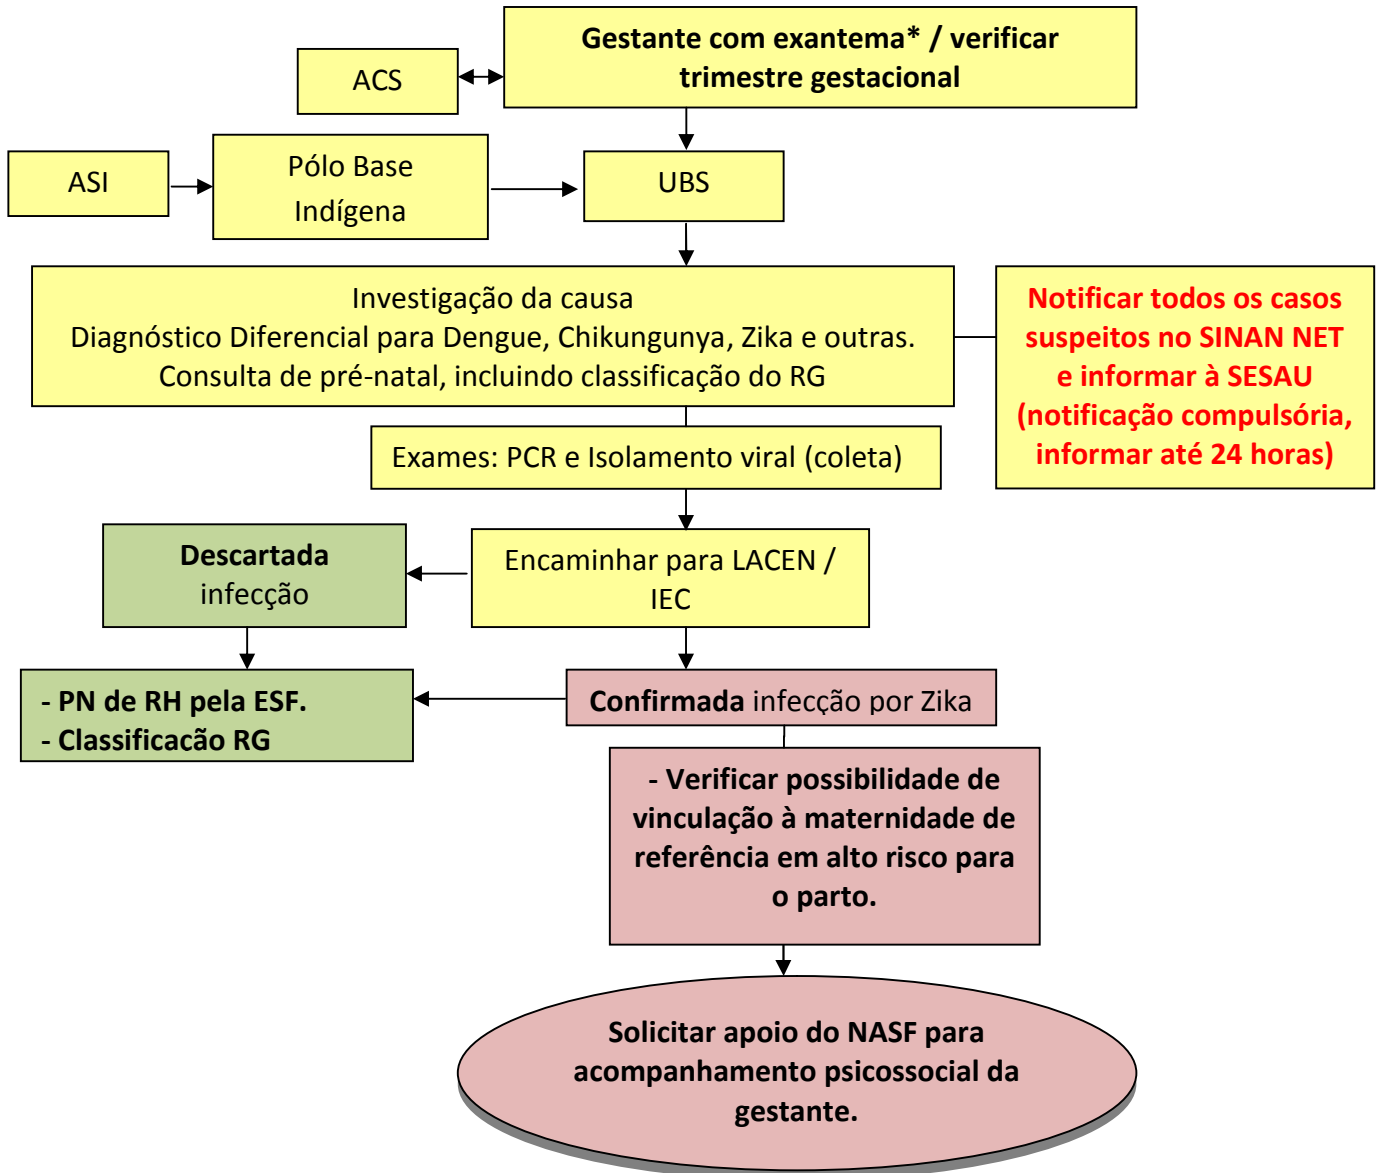 Gestante com exantema* / verificar
trimestre gestacional
ACS
ASI
Pólo Base
Indígena
UBS
Investigação da causa
Diagnóstico Diferencial para Dengue, Chikungunya, Zika e outras.
Consulta de pré-natal, incluindo classificação do RG
Notificar todos os casos
suspeitos no SINAN NET
e informar à SESAU
(notificação compulsória,
informar até 24 horas)
Exames: PCR e Isolamento viral (coleta)
Descartada
infecção
Encaminhar para LACEN /
IEC
- PN de RH pela ESF.
- Classificacão RG
Confirmada infecção por Zika
- Verificar possibilidade de
vinculação à maternidade de
referência em alto risco para
o parto.
Solicitar apoio do NASF para
acompanhamento psicossocial da
gestante.